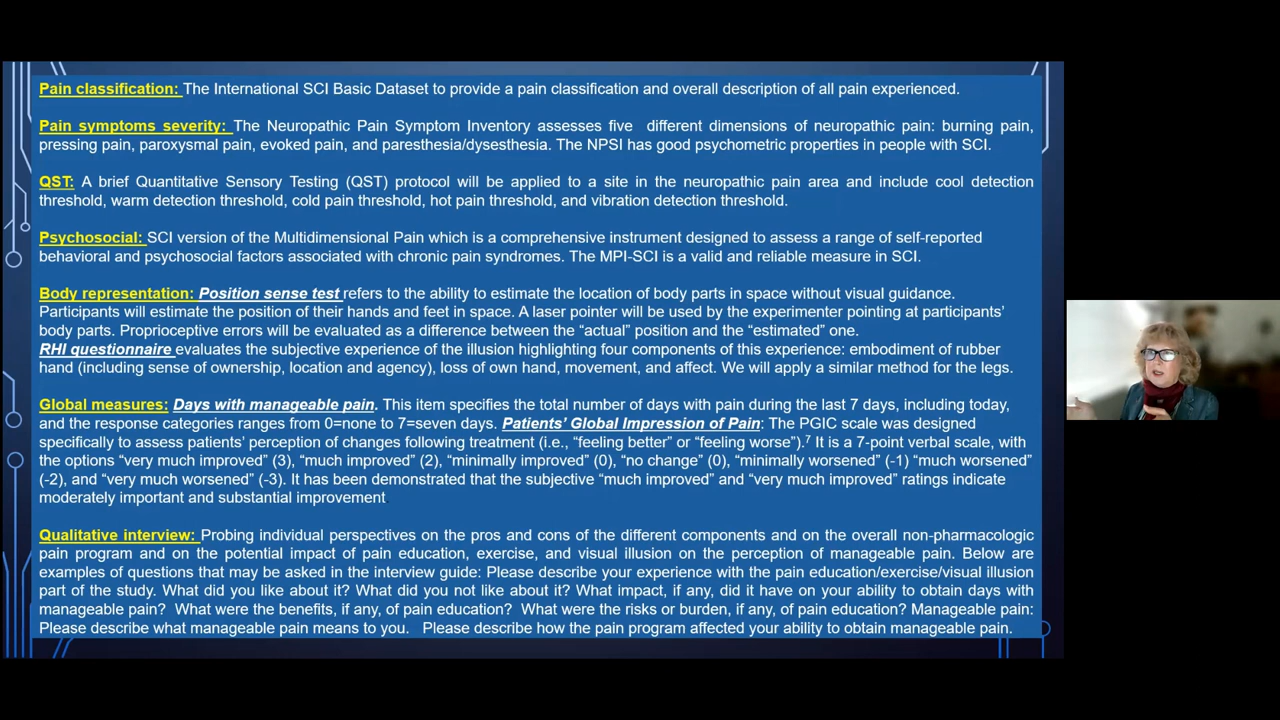 Pain classification: The International SCI Basic Dataset to provide a pain classification and overall description of all pain experienced.
Pain symptoms severity: The Neuropathic Pain Symptom Inventory assesses five different dimensions of neuropathic pain: burning pain,
pressing pain, paroxysmal pain, evoked pain, and paresthesia/dysesthesia. The NPSI has good psychometric properties in people with SCI.
QST: A brief Quantitative Sensory Testing (QST) protocol will be applied to a site in the neuropathic pain area and include cool detection
threshold, warm detection threshold, cold pain threshold, hot pain threshold, and vibration detection threshold.
Psychosocial: SCI version of the Multidimensional Pain which is a comprehensive instrument designed to assess a range of self-reported
behavioral and psychosocial factors associated with chronic pain syndromes. The MPI-SCI is a valid and reliable measure in SCI.
Body representation: Position sense test refers to the ability to estimate the location of body parts in space without visual guidance.
Participants will estimate the position of their hands and feet in space. A laser pointer will be used by the experimenter pointing at participants’
body parts. Proprioceptive errors will be evaluated as a difference between the “actual” position and the “estimated” one.
RHI questionnaire evaluates the subjective experience of the illusion highlighting four components of this experience: embodiment of rubber
hand (including sense of ownership, location and agency), loss of own hand, movement, and affect. We will apply a similar method for the legs.
Global measures: Days with manageable pain. This item specifies the total number of days with pain during the last 7 days, including today,
and the response categories ranges from 0=none to 7=seven days. Patients’ Global Impression of Pain: The PGIC scale was designed
specifically to assess patients’ perception of changes following treatment (i.e., “feeling better” or “feeling worse”).7 It is a 7-point verbal scale, with
the options “very much improved” (3), “much improved” (2), “minimally improved” (0), “no change” (0), “minimally worsened” (-1) “much worsened”
(-2), and “very much worsened” (-3). It has been demonstrated that the subjective “much improved” and “very much improved” ratings indicate
moderately important and substantial improvement
Qualitative interview: Probing individual perspectives on the pros and cons of the different components and on the overall non-pharmacologic
pain program and on the potential impact of pain education, exercise, and visual illusion on the perception of manageable pain. Below are
examples of questions that may be asked in the interview guide: Please describe your experience with the pain education/exercise/visual illusion
part of the study. What did you like about it? What did you not like about it? What impact, if any, did it have on your ability to obtain days with
manageable pain? What were the benefits, if any, of pain education? What were the risks or burden, if any, of pain education? Manageable pain:
Please describe what manageable pain means to you. Please describe how the pain program affected your ability to obtain manageable pain.